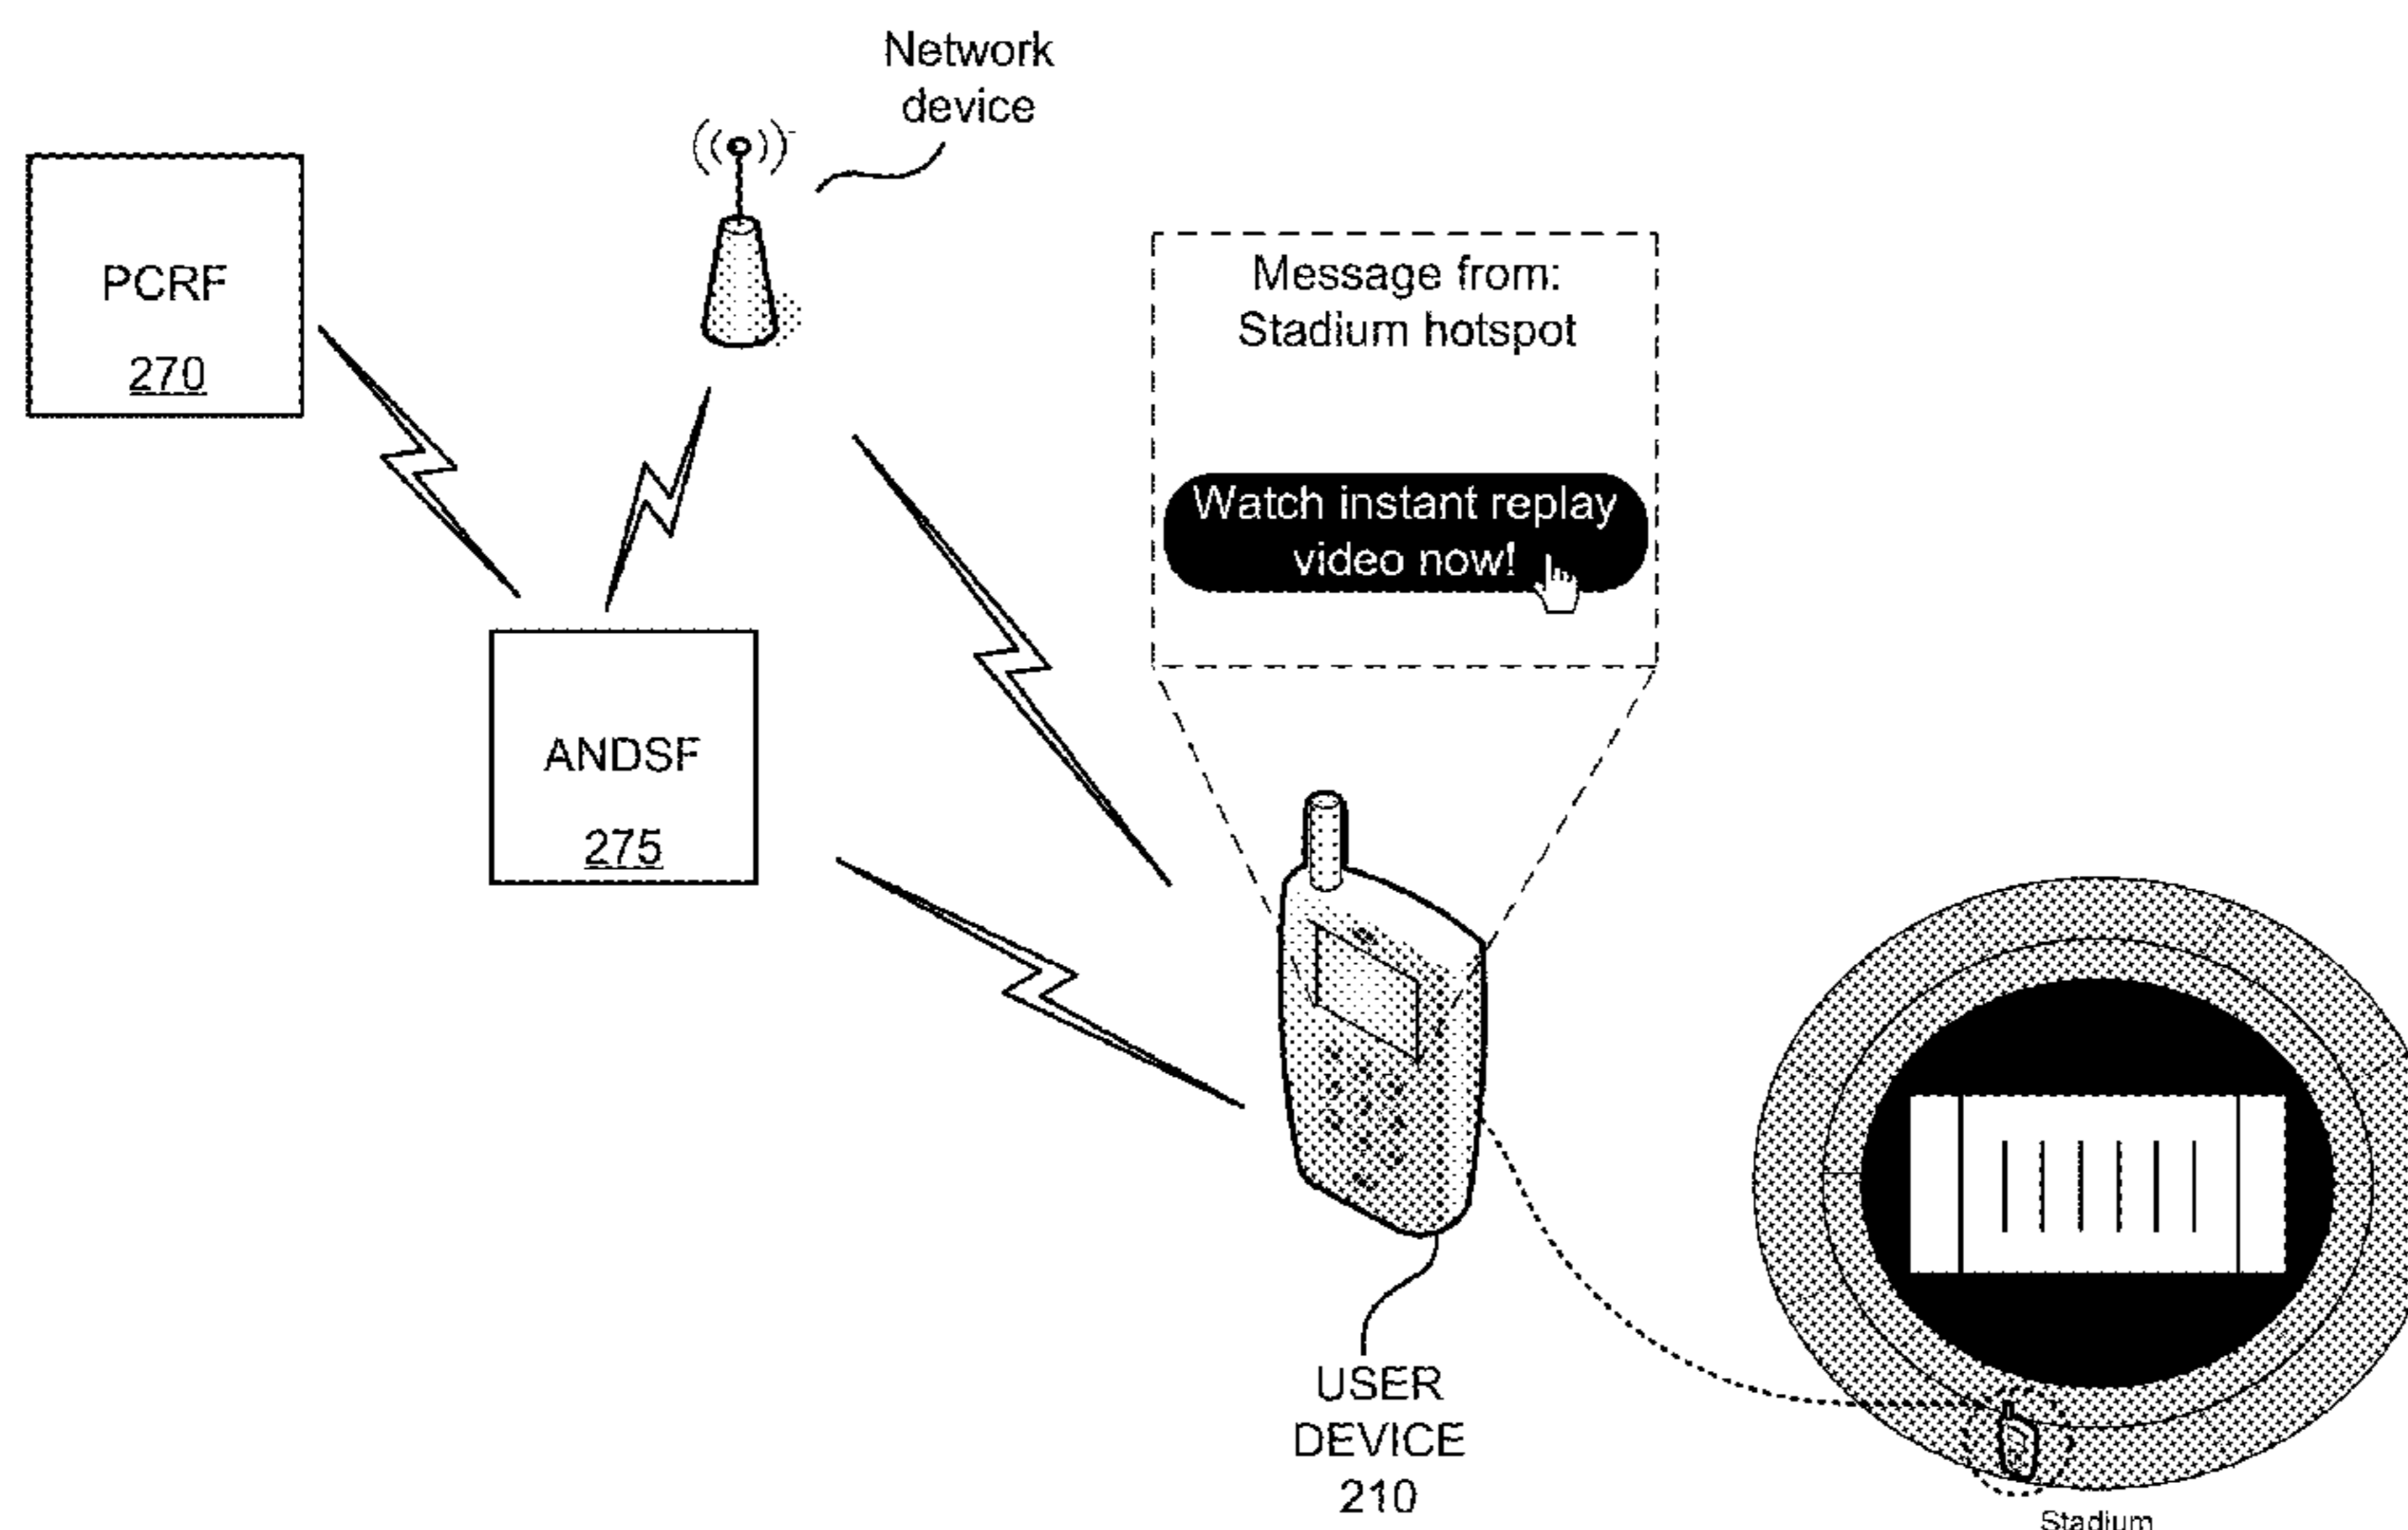 Network
device
PCRF
270
Message from:
Stadium hotspot
Watch instant replay
video now!
ANDSF
275
USER
DEVICE
210
Stadium